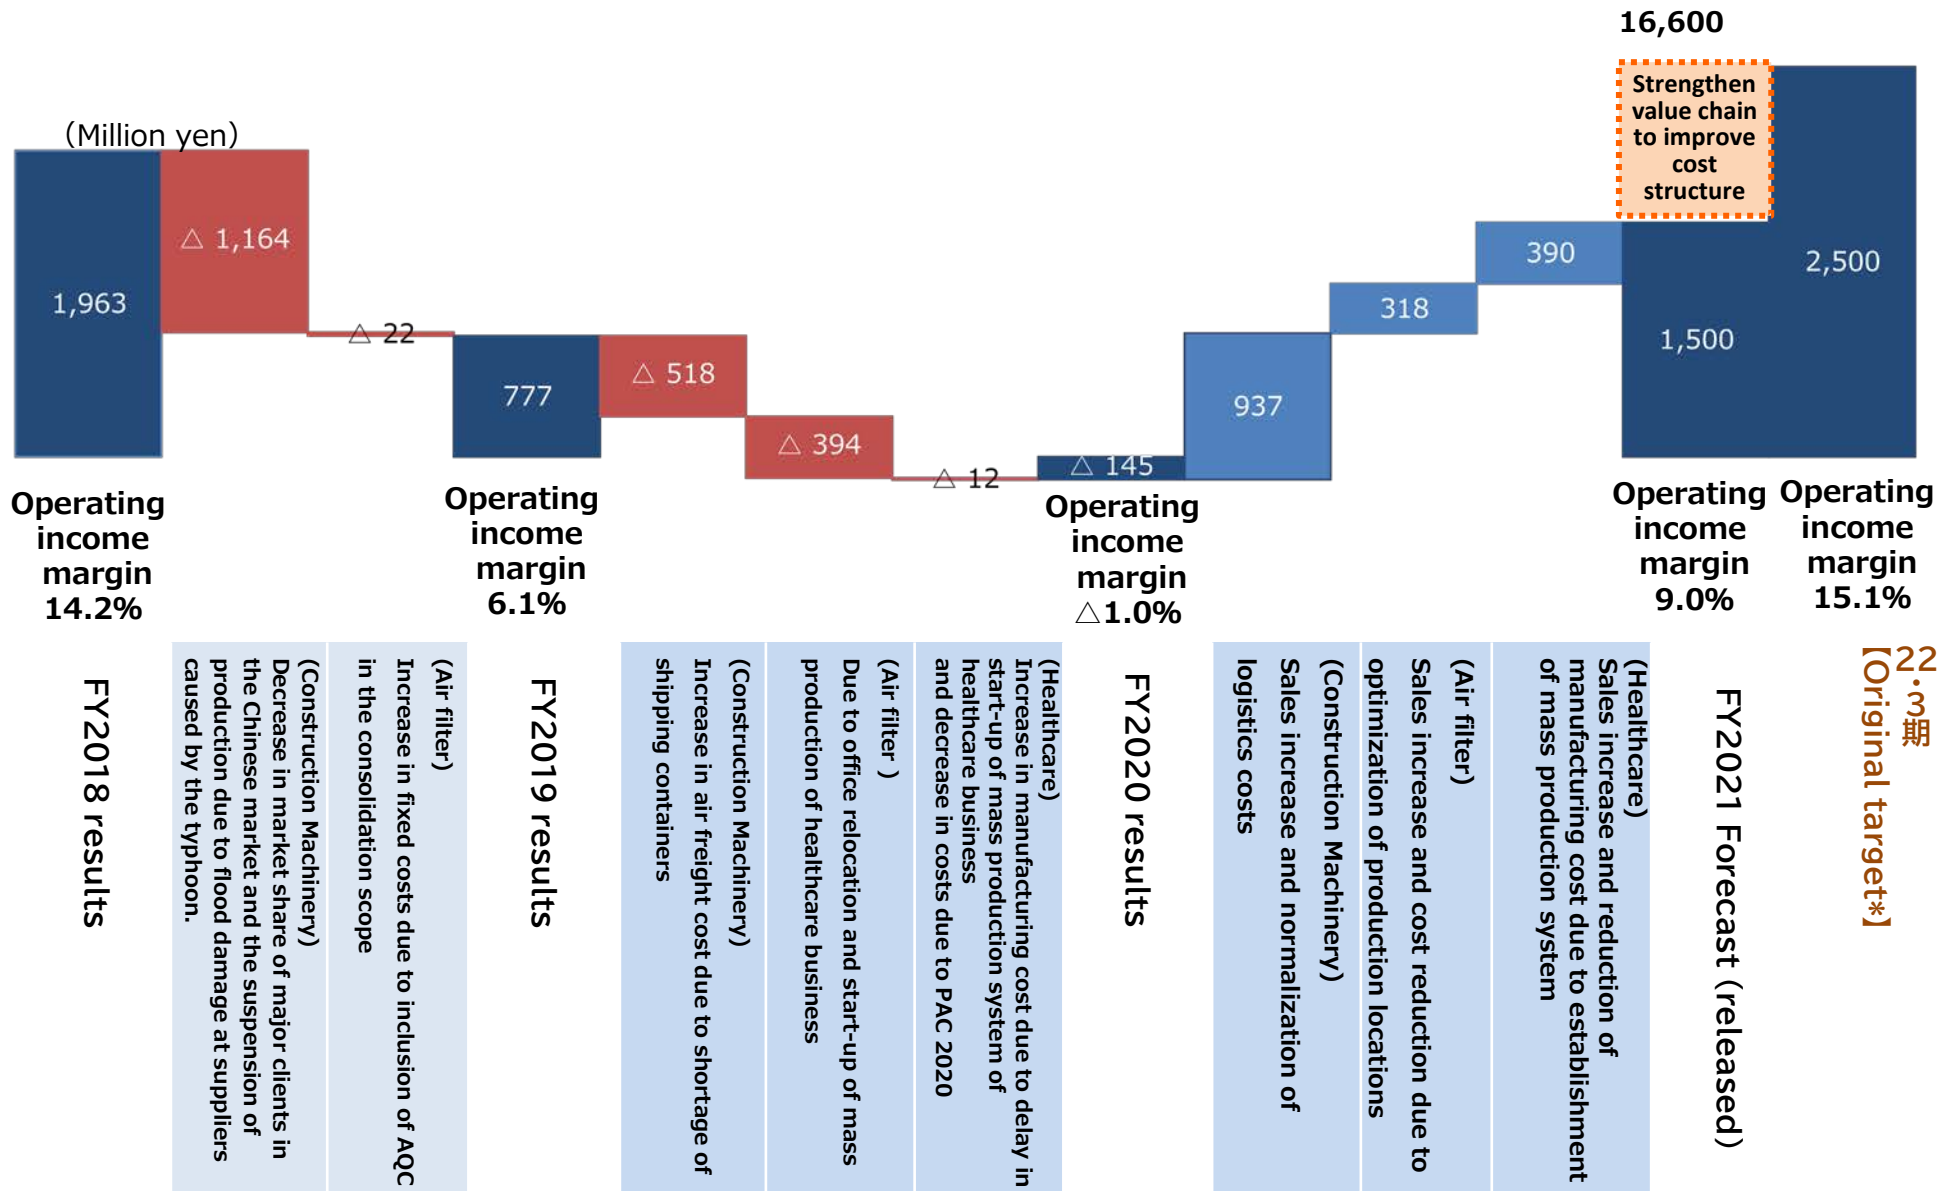 16,600
(Million yen)
Strengthen
value chain
to improve
cost
structure
1,963
△ 1,164
△ 22
777
△ 518
△ 394
△ 12
△ 145
937
318
390
1,500
2,500
Operating
income
margin
14.2%
Operating
income
margin
6.1%
Operating
income
margin
△1.0%
Operating
income
margin
9.0%
Operating
income
margin
15.1%
FY2018 results
(Construction Machinery)
Decrease in market share of major clients in
the Chinese market and the suspension of
production due to flood damage at suppliers
caused by the typhoon.
(Air filter)
Increase in fixed costs due to inclusion of AQC
in the consolidation scope
FY2019 results
(Construction Machinery)
Increase in air freight cost due to shortage of
shipping containers
(Air filter )
Due to office relocation and start-up of mass
production of healthcare business
(Healthcare)
Increase in manufacturing cost due to delay in
start-up of mass production system of
healthcare business
and decrease in costs due to PAC 2020
FY2020 results
(Construction Machinery)
Sales increase and normalization of
logistics costs
(Air filter)
Sales increase and cost reduction due to
optimization of production locations
(Healthcare)
Sales increase and reduction of
manufacturing cost due to establishment
of mass production system
FY2021 Forecast (released)
22・3期
【Original target*】